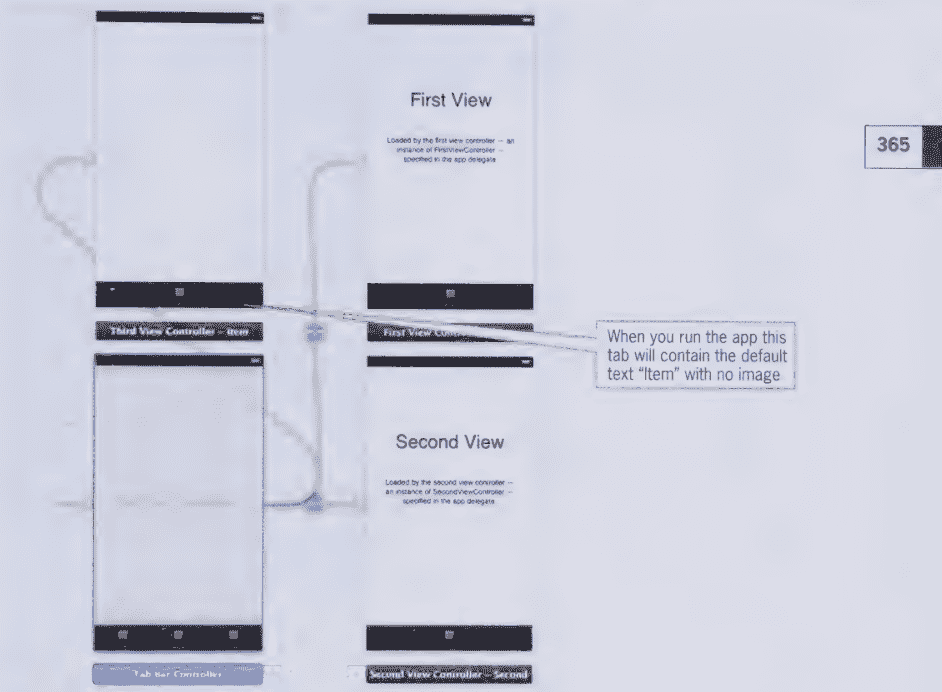 First View
Loaded by the first view controller — an
instance of FirstViewController —
specified in the app delegate
365
Third View Controller – Item
First View
When you run the app this
tab will contain the default
text “Item” with no image
Second View
Loaded by the second view controller —
an instance of SecondViewController —
specified in the app delegate
Tab Bar Controller
Second View Controller – Second